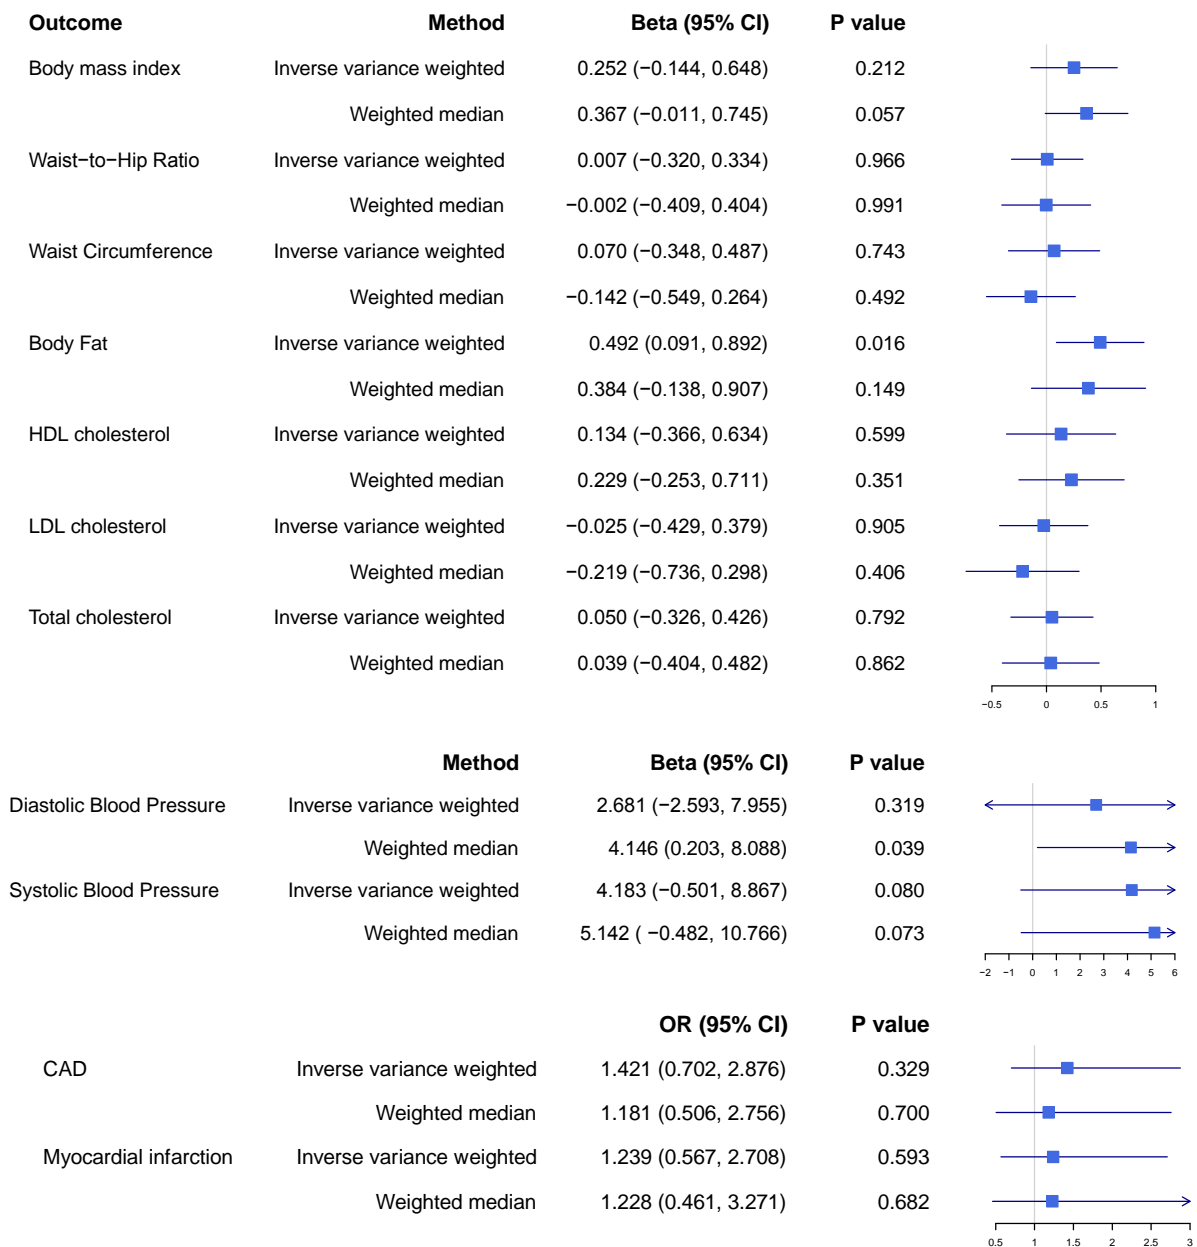 Outcome Method Beta (95% CI) P value
Body mass index Inverse variance weighted 0.252 (−0.144, 0.648) 0.212
Weighted median 0.367 (−0.011, 0.745) 0.057
Waist−to−Hip Ratio Inverse variance weighted 0.007 (−0.320, 0.334) 0.966
Weighted median −0.002 (−0.409, 0.404) 0.991
Waist Circumference Inverse variance weighted 0.070 (−0.348, 0.487) 0.743
Weighted median −0.142 (−0.549, 0.264) 0.492
Body Fat Inverse variance weighted 0.492 (0.091, 0.892) 0.016
Weighted median 0.384 (−0.138, 0.907) 0.149
HDL cholesterol Inverse variance weighted 0.134 (−0.366, 0.634) 0.599
Weighted median 0.229 (−0.253, 0.711) 0.351
LDL cholesterol Inverse variance weighted −0.025 (−0.429, 0.379) 0.905
Weighted median −0.219 (−0.736, 0.298) 0.406
Total cholesterol Inverse variance weighted 0.050 (−0.326, 0.426) 0.792
Weighted median 0.039 (−0.404, 0.482) 0.862
−0.5 0 0.5 1
Method Beta (95% CI) P value
Diastolic Blood Pressure Inverse variance weighted 2.681 (−2.593, 7.955) 0.319
Weighted median 4.146 (0.203, 8.088) 0.039
Systolic Blood Pressure Inverse variance weighted 4.183 (−0.501, 8.867) 0.080
Weighted median 5.142 ( −0.482, 10.766) 0.073
−2 −1 0 1 2 3 4 5 6
OR (95% CI) P value
CAD Inverse variance weighted 1.421 (0.702, 2.876) 0.329
Weighted median 1.181 (0.506, 2.756) 0.700
Myocardial infarction Inverse variance weighted 1.239 (0.567, 2.708) 0.593
Weighted median 1.228 (0.461, 3.271) 0.682
0.5 1 1.5 2 2.5 3